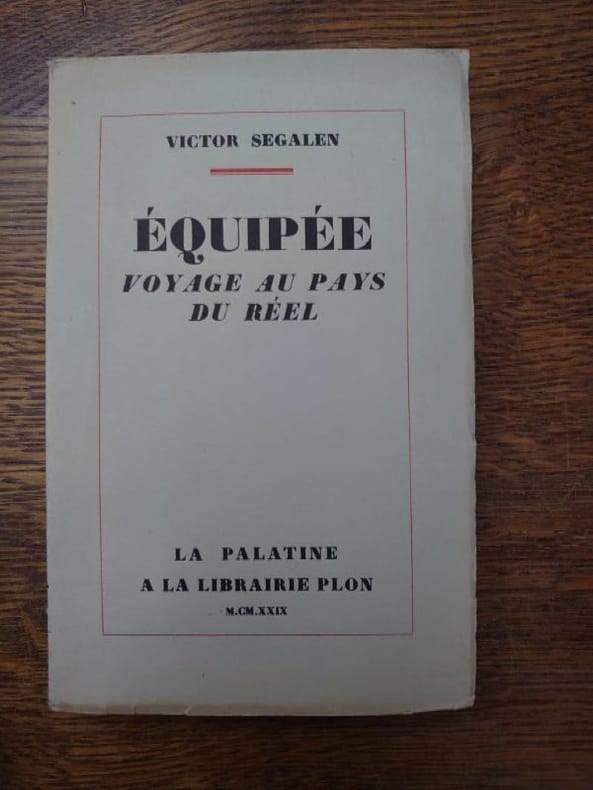 VICTOR SEGALEN
ÉQUIPÉE
VOYAGE AU PAYS
DU RÉEL
LA PALATINE
A LA LIBRAIRIE PLON
M.CM.XXIX